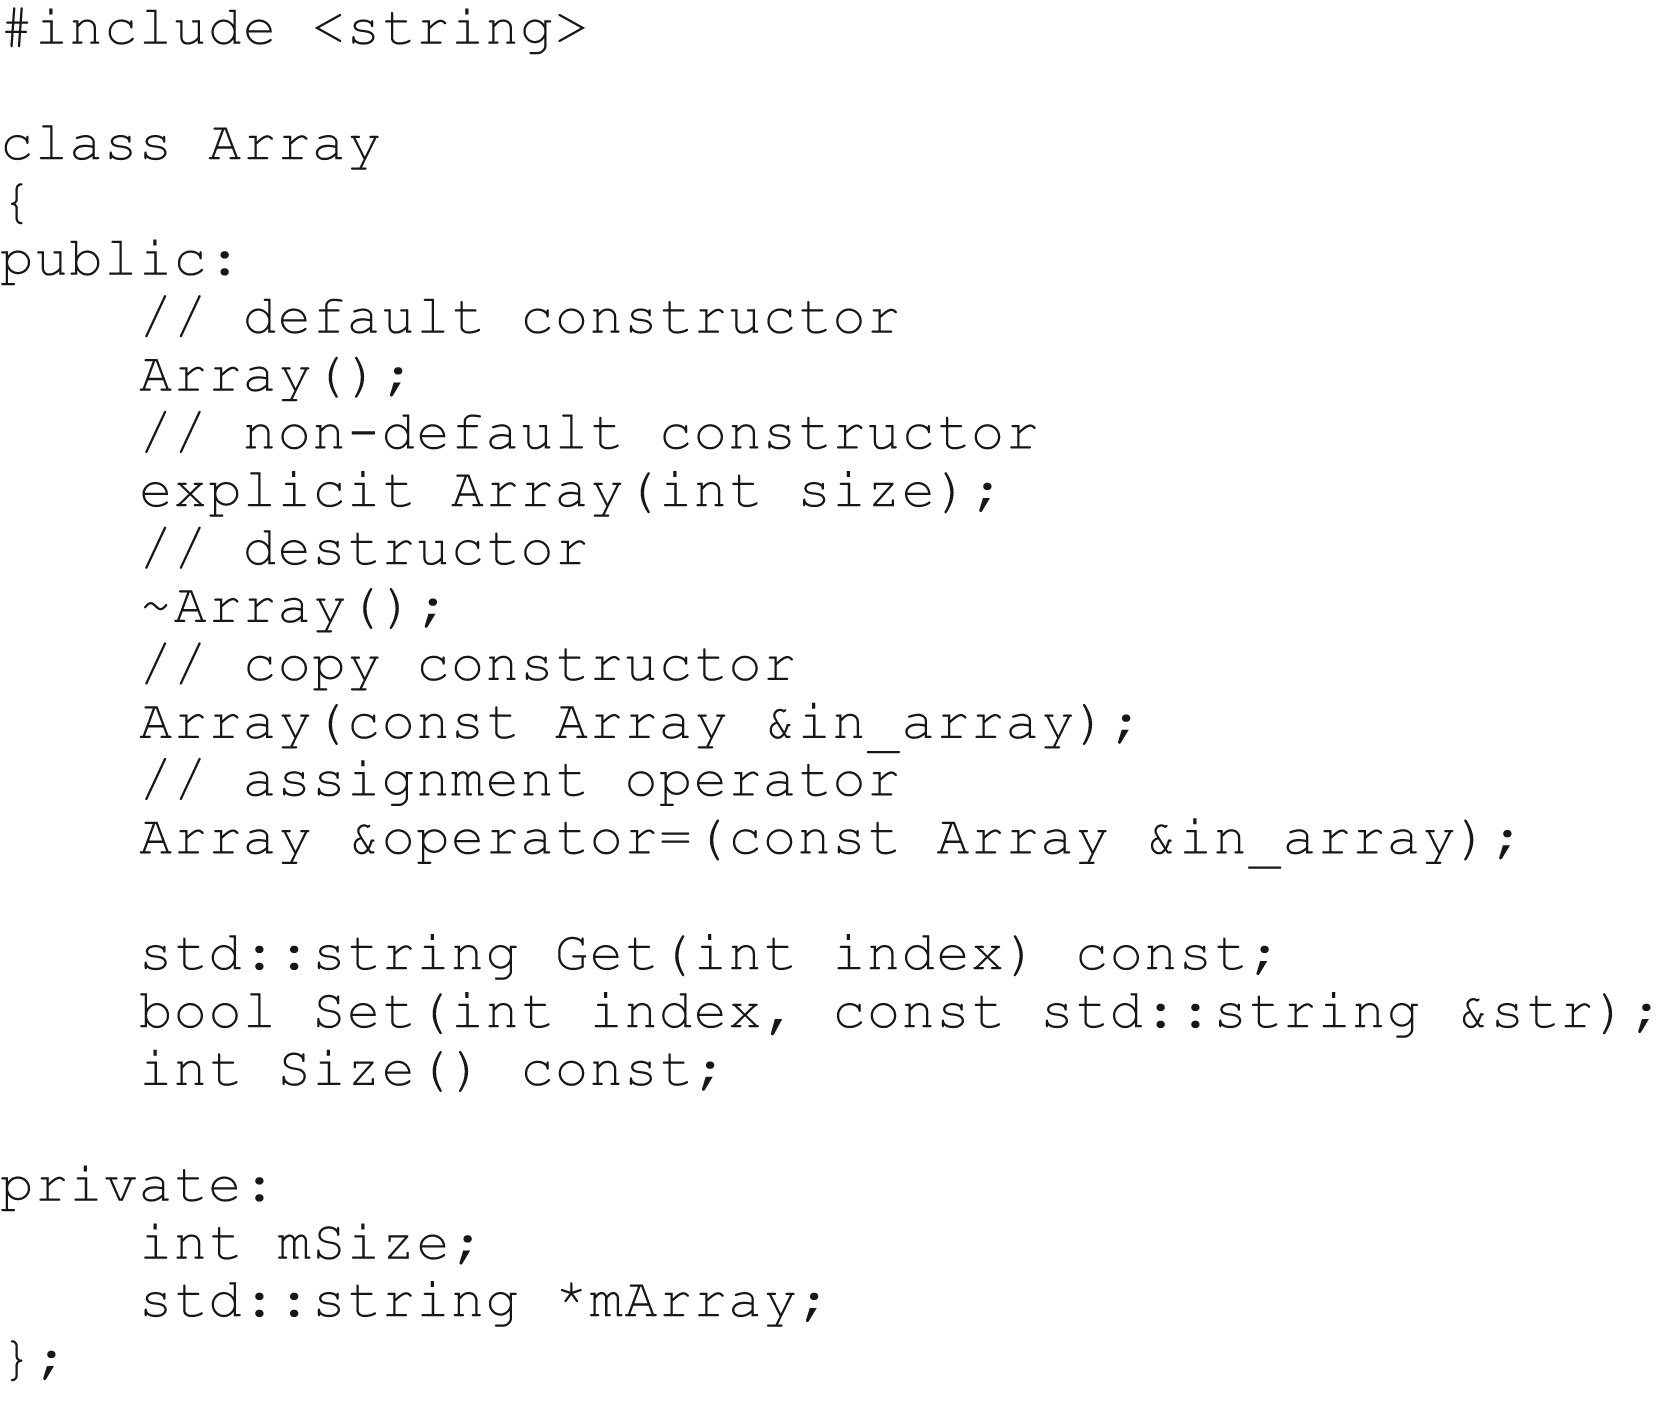 #include <string>

class Array
{
public:
    // default constructor
    Array();
    // non-default constructor
    explicit Array(int size);
    // destructor
    ~Array();
    // copy constructor
    Array(const Array &in_array);
    // assignment operator
    Array &operator=(const Array &in_array);

    std::string Get(int index) const;
    bool Set(int index, const std::string &str);
    int Size() const;

private:
    int mSize;
    std::string *mArray;
};